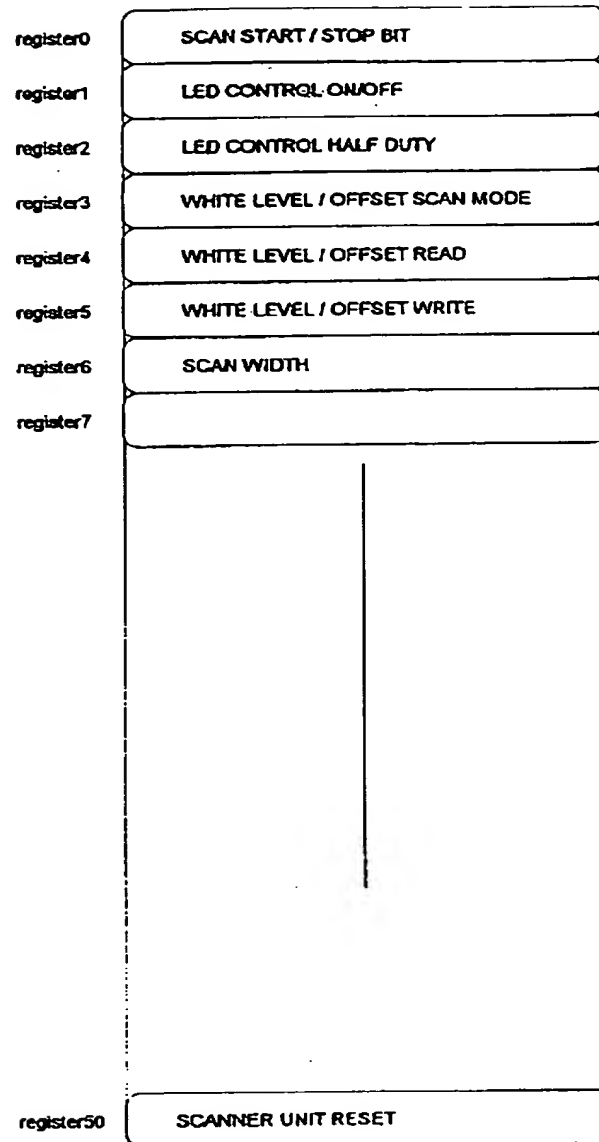 register0 SCAN START / STOP BIT
register1 LED CONTROL ON/OFF
register2 LED CONTROL HALF DUTY
register3 WHITE LEVEL / OFFSET SCAN MODE
register4 WHITE LEVEL / OFFSET READ
register5 WHITE LEVEL / OFFSET WRITE
register6 SCAN WIDTH
register7
register50 SCANNER UNIT RESET